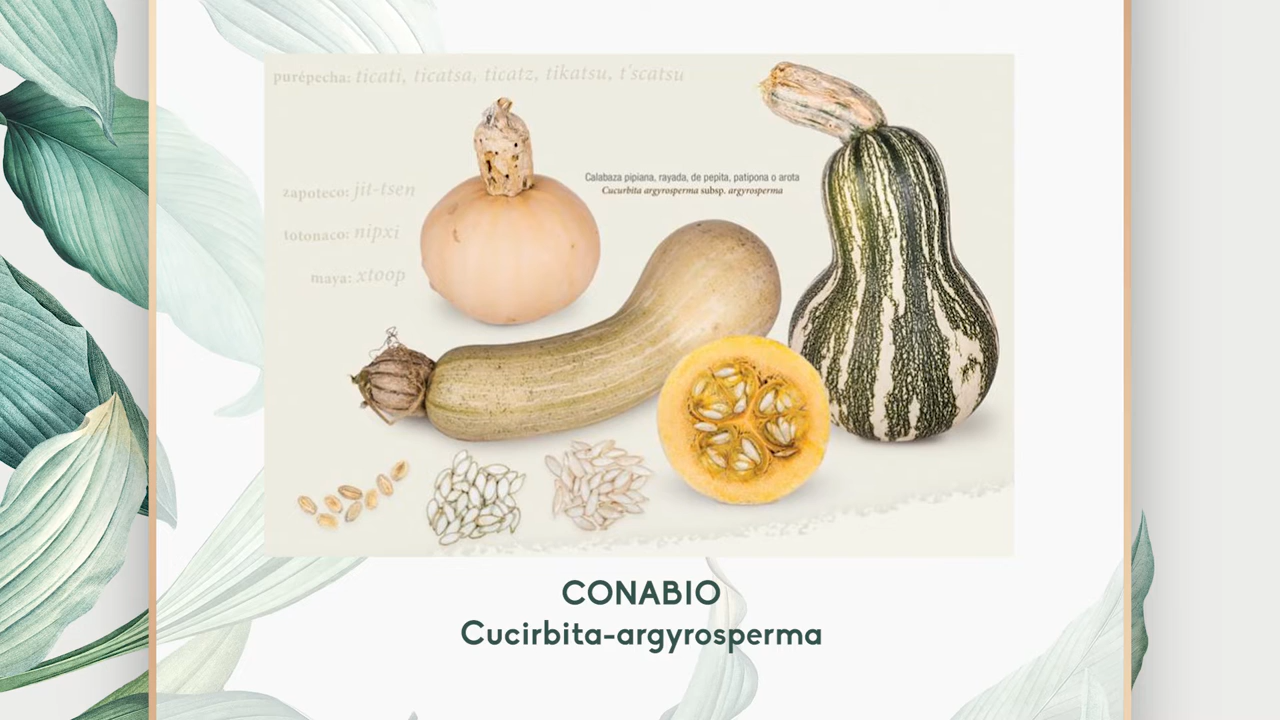 purépecha: ticati, ticatsa, ticatz, tikatsu, t'scatsu
Calabaza pipiana, rayada, de pepita, patipona o arota
Cucurbita argyrosperma subsp. argyrosperma
zapoteco: jit-tsen
totonaco: nipxi
maya: xtoop
CONABIO
Cucirbita-argyrosperma